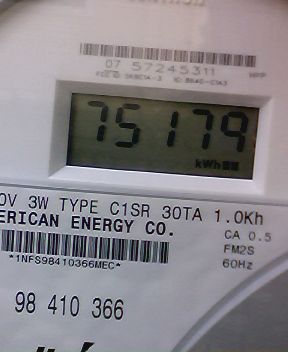 07 57245311
75179
kWh
0V 3W TYPE C1SR 30TA 1.0Kh
ERICAN ENERGY CO.
CA 0.5
*1NFS98410366MEC*
FM2S
60Hz
98 410 366